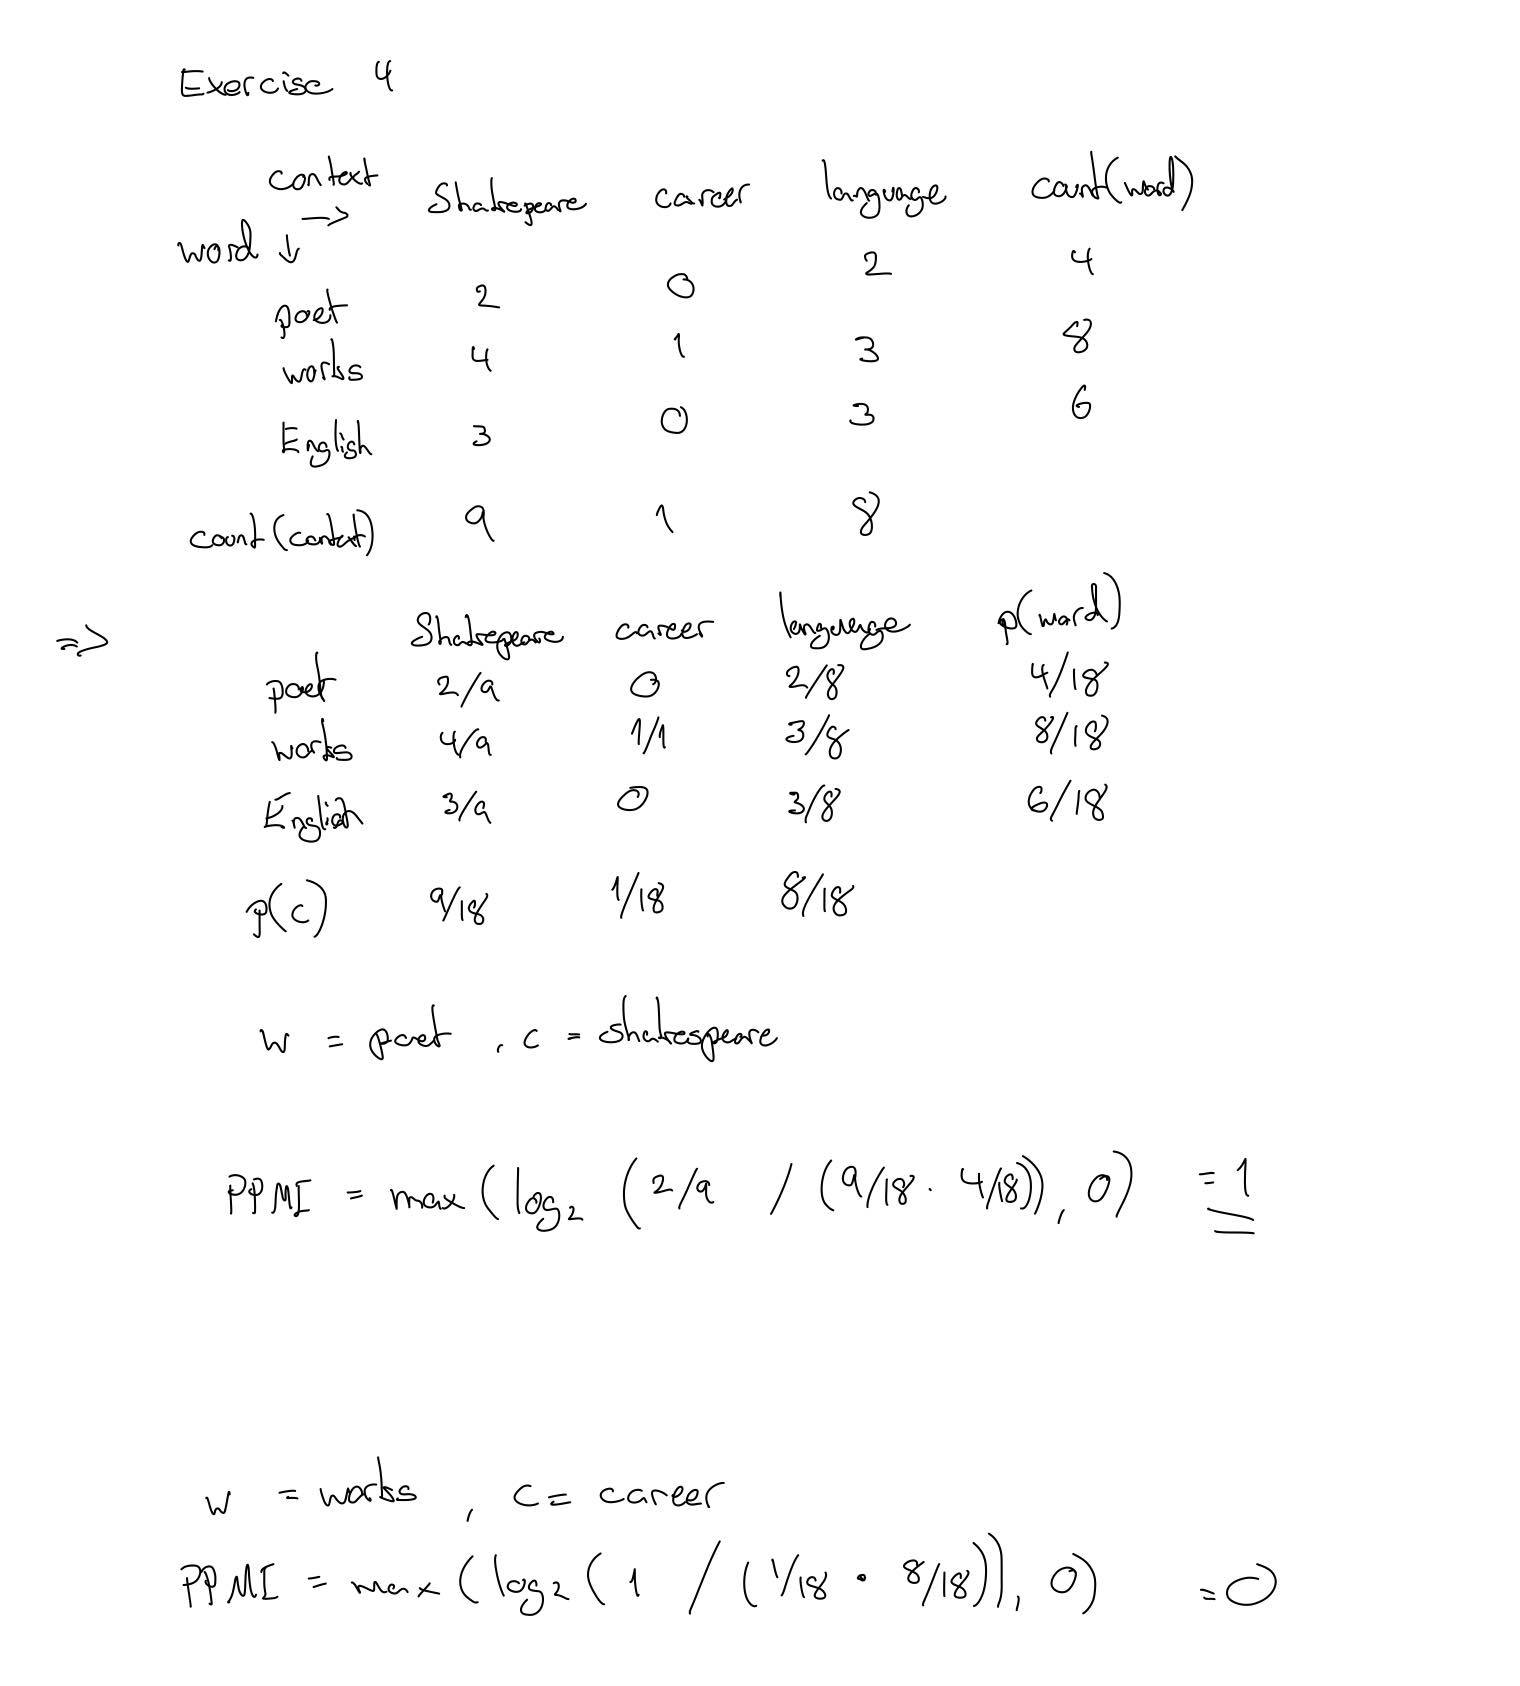 Exercise 4
context → Shakespeare career language count(word)
word ↓
poet 2 0 2 4
works 4 1 3 8
English 3 0 3 6
count(context) 9 1 8
=> Shakespeare career language p(word)
poet 2/9 0 2/8 4/18
works 4/9 1/1 3/8 8/18
English 3/9 0 3/8 6/18
p(c) 9/18 1/18 8/18
w = poet , c = shakespeare
PPMI = max(log₂ (2/9 / (9/18 · 4/18)), 0) = 1
w = works , c = career
PPMI = max(log₂(1 / (1/18 · 8/18)), 0) = 0